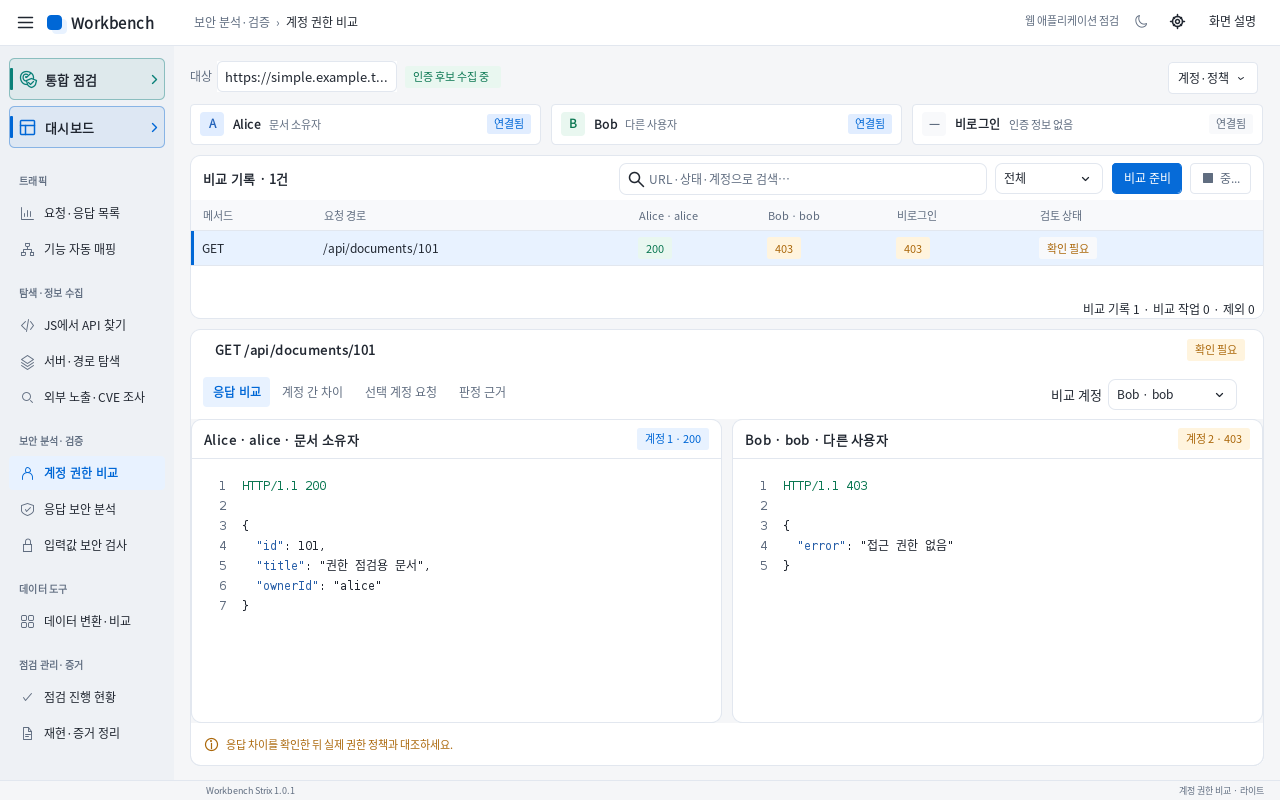 Workbench
보안 분석·검증 › 계정 권한 비교
웹 애플리케이션 점검
화면 설명
통합 점검
대시보드
트래픽
요청·응답 목록
기능 자동 매핑
탐색·정보 수집
JS에서 API 찾기
서버·경로 탐색
외부 노출·CVE 조사
보안 분석·검증
계정 권한 비교
응답 보안 분석
입력값 보안 검사
데이터 도구
데이터 변환·비교
점검 관리·증거
점검 진행 현황
재현·증거 정리
대상 https://simple.example.t... 인증 후보 수집 중
계정·정책
A Alice 문서 소유자 연결됨
B Bob 다른 사용자 연결됨
— 비로그인 인증 정보 없음 연결됨
비교 기록 · 1건
URL·상태·계정으로 검색…
전체
비교 준비
중...
메서드 요청 경로 Alice · alice Bob · bob 비로그인 검토 상태
GET /api/documents/101 200 403 403 확인 필요
비교 기록 1 · 비교 작업 0 · 제외 0
GET /api/documents/101 확인 필요
응답 비교 계정 간 차이 선택 계정 요청 판정 근거
비교 계정 Bob · bob
Alice · alice · 문서 소유자 계정 1 · 200
1 HTTP/1.1 200
2
3 {
4 "id": 101,
5 "title": "권한 점검용 문서",
6 "ownerId": "alice"
7 }
Bob · bob · 다른 사용자 계정 2 · 403
1 HTTP/1.1 403
2
3 {
4 "error": "접근 권한 없음"
5 }
응답 차이를 확인한 뒤 실제 권한 정책과 대조하세요.
Workbench Strix 1.0.1
계정 권한 비교 · 라이트